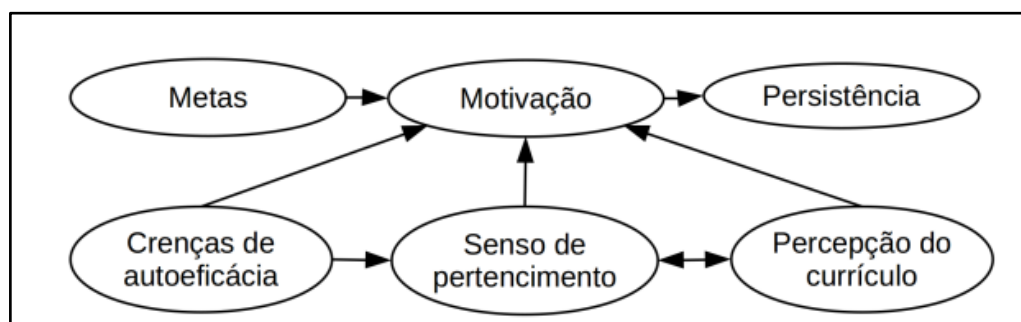 Metas
Motivação
Persistência
Crenças de
autoeficácia
Senso de
pertencimento
Percepção do
currículo